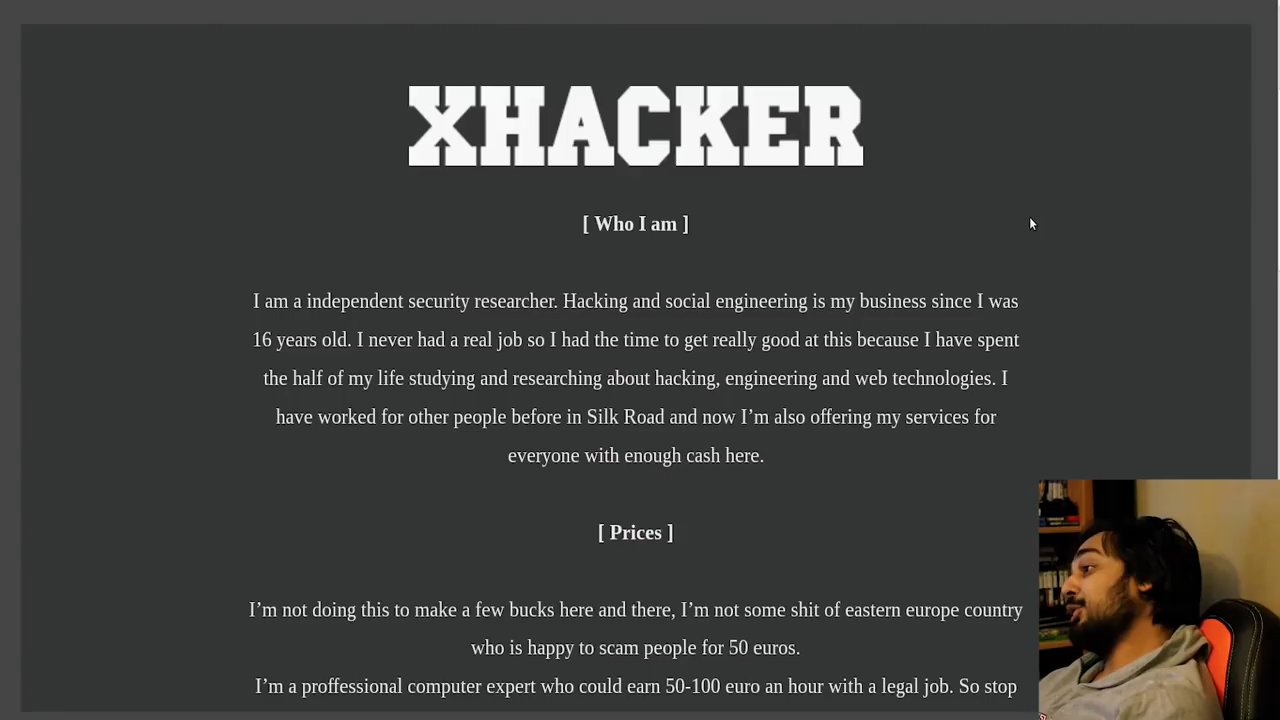 XHACKER
[ Who I am ]
I am a independent security researcher. Hacking and social engineering is my business since I was
16 years old. I never had a real job so I had the time to get really good at this because I have spent
the half of my life studying and researching about hacking, engineering and web technologies. I
have worked for other people before in Silk Road and now I’m also offering my services for
everyone with enough cash here.
[ Prices ]
I’m not doing this to make a few bucks here and there, I’m not some shit of eastern europe country
who is happy to scam people for 50 euros.
I’m a proffessional computer expert who could earn 50-100 euro an hour with a legal job. So stop